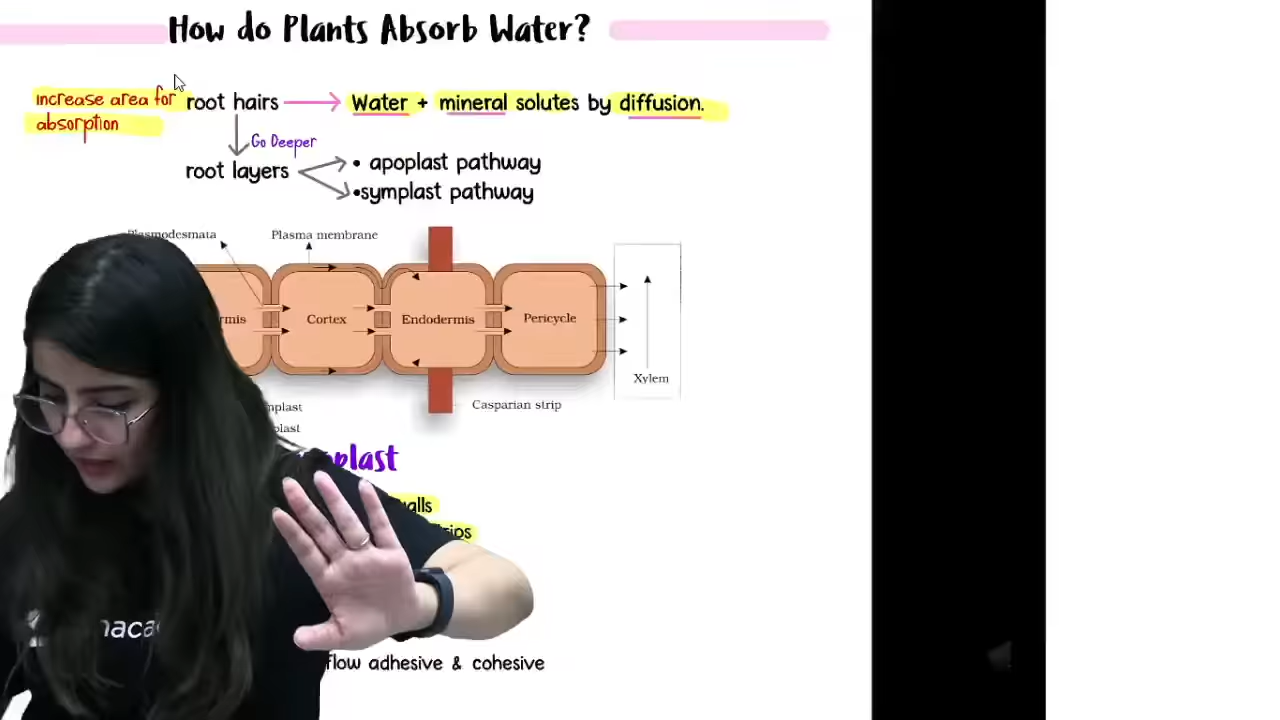 How do Plants Absorb Water?
increase area for
absorption
root hairs
Water + mineral solutes by diffusion.
Go Deeper
root layers
• apoplast pathway
•symplast pathway
Plasmodesmata
Plasma membrane
Cortex
Endodermis
Pericycle
Xylem
Casparian strip
flow adhesive & cohesive